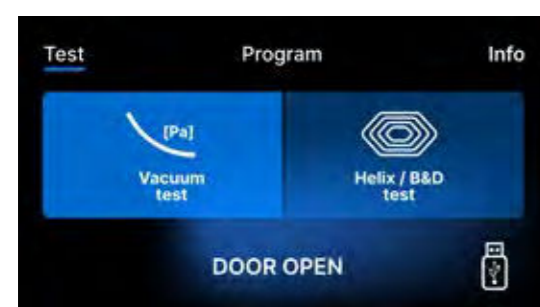 Test Program Info
[Pa]
Vacuum
test
Helix / B&D
test
DOOR OPEN